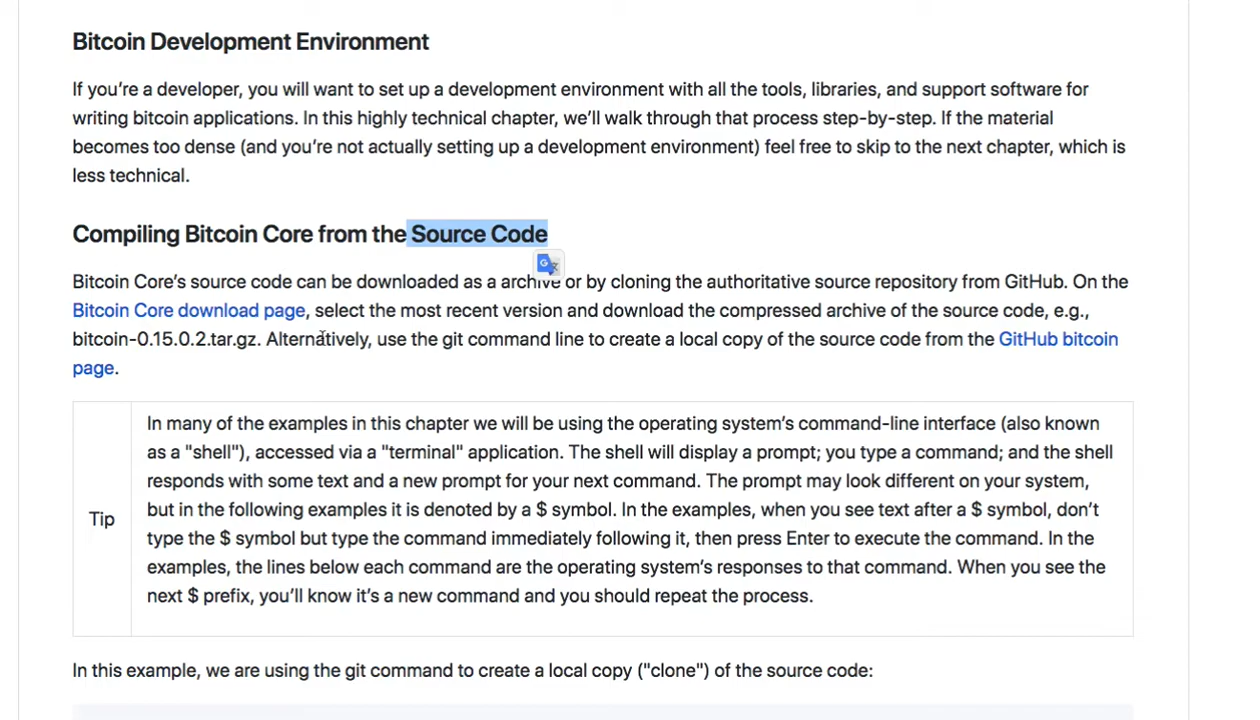 Bitcoin Development Environment
If you’re a developer, you will want to set up a development environment with all the tools, libraries, and support software for
writing bitcoin applications. In this highly technical chapter, we’ll walk through that process step-by-step. If the material
becomes too dense (and you’re not actually setting up a development environment) feel free to skip to the next chapter, which is
less technical.
Compiling Bitcoin Core from the Source Code
Bitcoin Core’s source code can be downloaded as a archive or by cloning the authoritative source repository from GitHub. On the
Bitcoin Core download page, select the most recent version and download the compressed archive of the source code, e.g.,
bitcoin-0.15.0.2.tar.gz. Alternatively, use the git command line to create a local copy of the source code from the GitHub bitcoin
page.
In many of the examples in this chapter we will be using the operating system’s command-line interface (also known
as a "shell"), accessed via a "terminal" application. The shell will display a prompt; you type a command; and the shell
responds with some text and a new prompt for your next command. The prompt may look different on your system,
but in the following examples it is denoted by a $ symbol. In the examples, when you see text after a $ symbol, don’t
Tip
type the $ symbol but type the command immediately following it, then press Enter to execute the command. In the
examples, the lines below each command are the operating system’s responses to that command. When you see the
next $ prefix, you’ll know it’s a new command and you should repeat the process.
In this example, we are using the git command to create a local copy ("clone") of the source code: